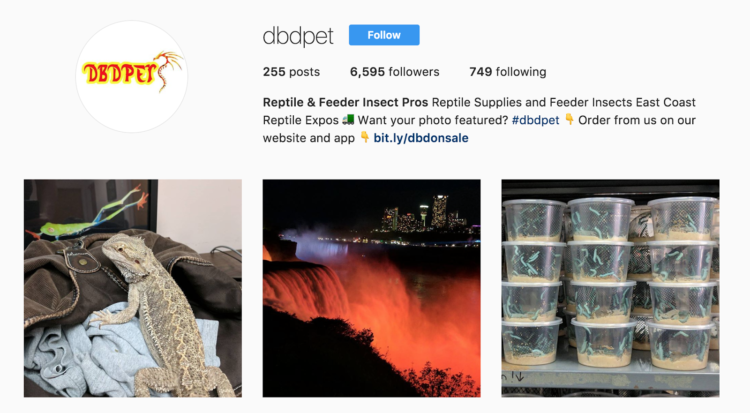 dbdpet Follow
255 posts 6,595 followers 749 following
Reptile & Feeder Insect Pros Reptile Supplies and Feeder Insects East Coast
Reptile Expos 🚛 Want your photo featured? #dbdpet 👇 Order from us on our
website and app 👇 bit.ly/dbdonsale
DBDPET